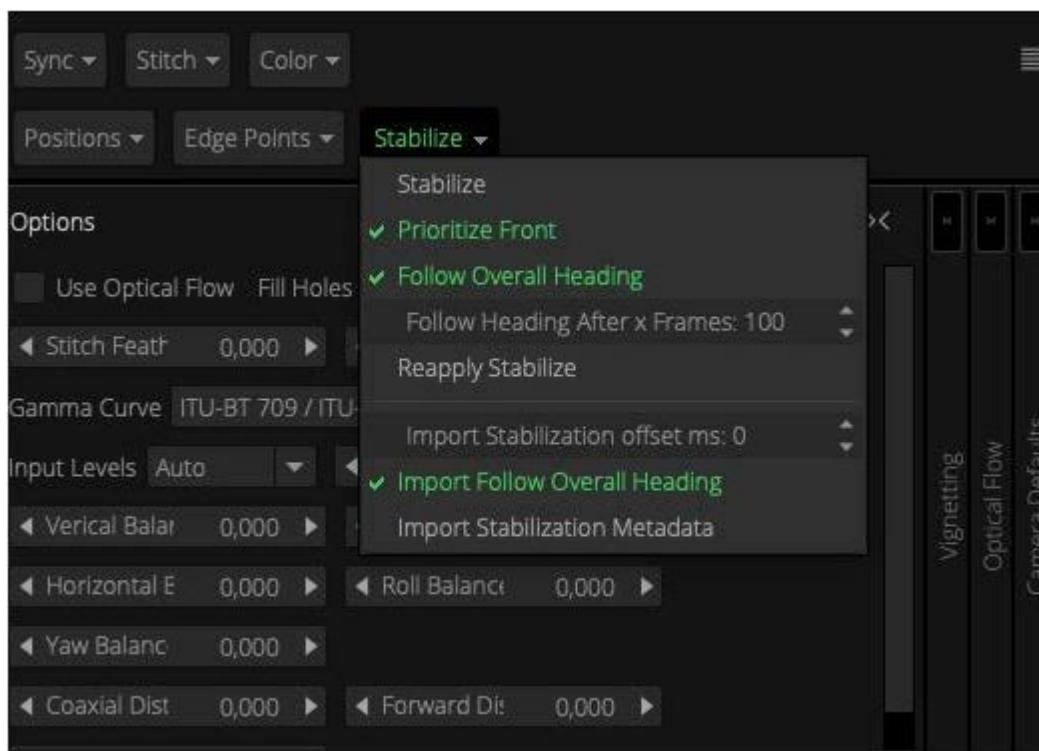 Sync Stitch Color
Positions Edge Points Stabilize
Stabilize
Options
Prioritize Front
Follow Overall Heading
Use Optical Flow Fill Holes
Follow Heading After x Frames: 100
Stitch Feath 0,000
Reapply Stabilize
Gamma Curve ITU-BT 709 / ITU-
Import Stabilization offset ms: 0
Input Levels Auto
Import Follow Overall Heading
Verical Balar 0,000
Import Stabilization Metadata
Horizontal E 0,000 Roll Balance 0,000
Yaw Balanc 0,000
Coaxial Dist 0,000 Forward Di 0,000
Vignetting
Optical Flow
Camera Defaults